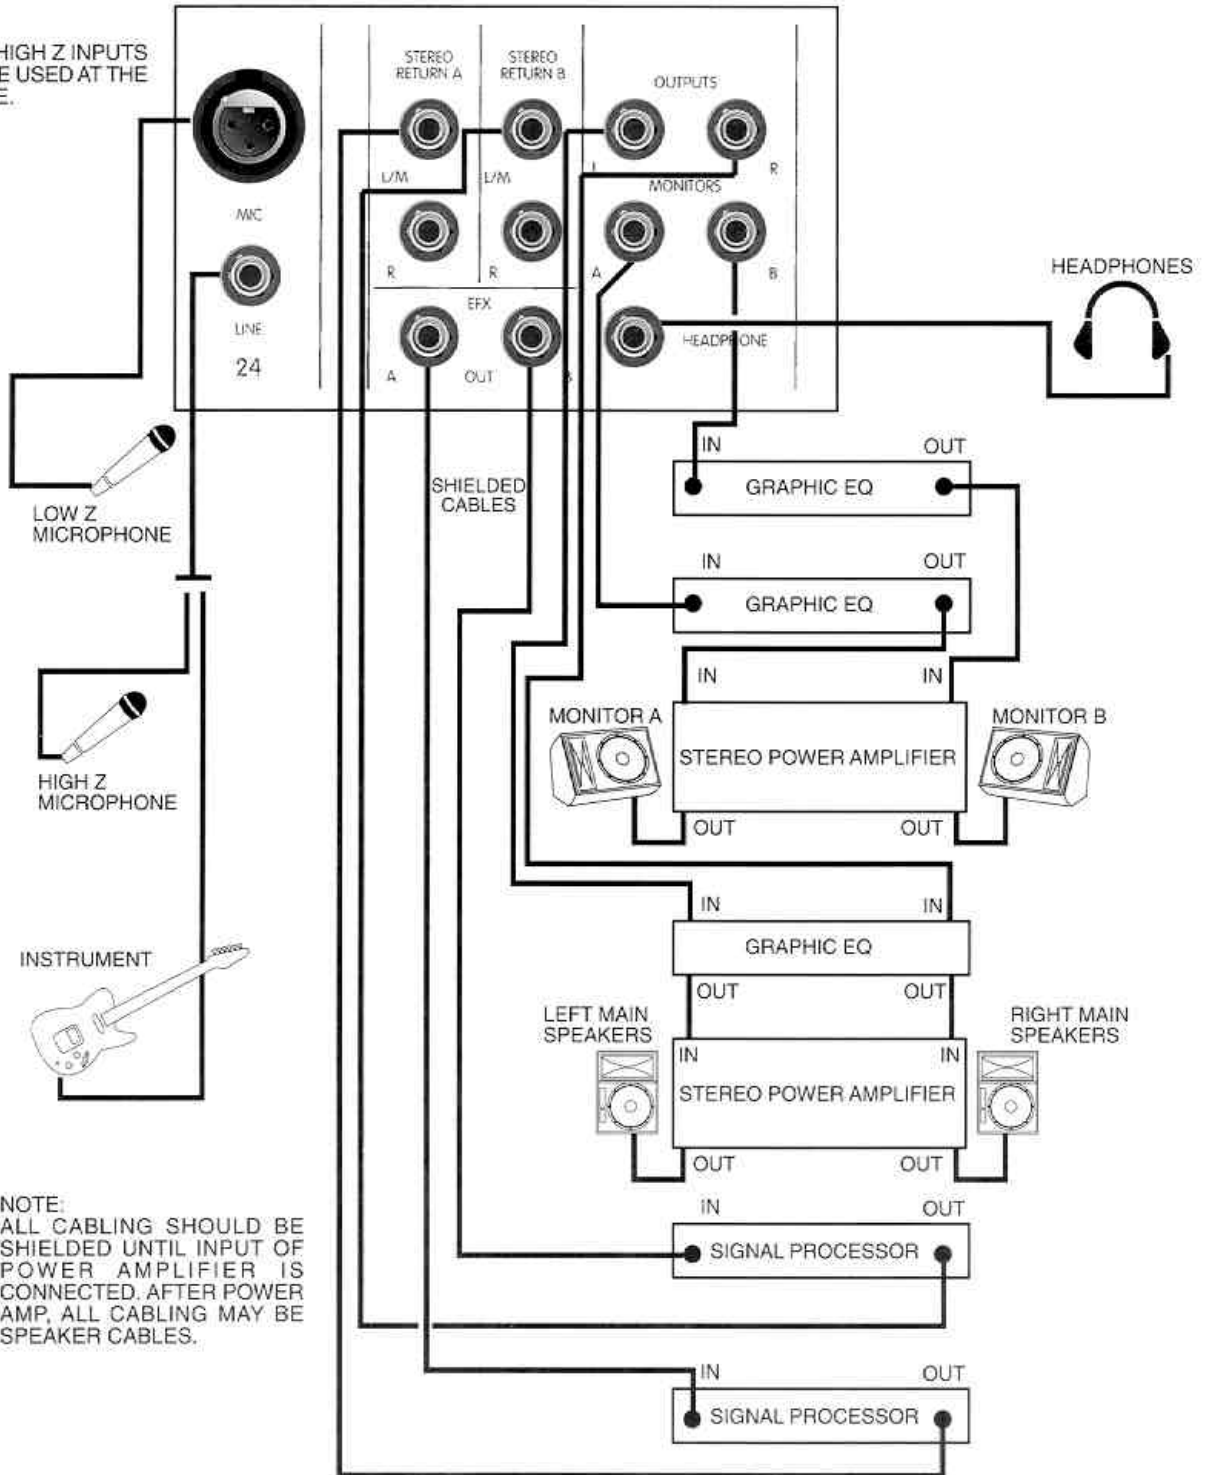 HIGH Z INPUTS
E USED AT THE
E.
STEREO
RETURN A
STEREO
RETURN B
OUTPUTS
L/M
L/M
L
R
MONITORS
MIC
R
R
A
B
HEADPHONES
EFX
LINE
HEADPHONE
24
A
OUT
B
IN
OUT
GRAPHIC EQ
SHIELDED
CABLES
LOW Z
MICROPHONE
IN
OUT
GRAPHIC EQ
IN
IN
MONITOR A
MONITOR B
STEREO POWER AMPLIFIER
HIGH Z
MICROPHONE
OUT
OUT
IN
IN
GRAPHIC EQ
INSTRUMENT
OUT
OUT
LEFT MAIN
SPEAKERS
RIGHT MAIN
SPEAKERS
IN
IN
STEREO POWER AMPLIFIER
OUT
OUT
NOTE:
ALL CABLING SHOULD BE
SHIELDED UNTIL INPUT OF
POWER AMPLIFIER IS
CONNECTED. AFTER POWER
AMP, ALL CABLING MAY BE
SPEAKER CABLES.
IN
OUT
SIGNAL PROCESSOR
IN
OUT
SIGNAL PROCESSOR